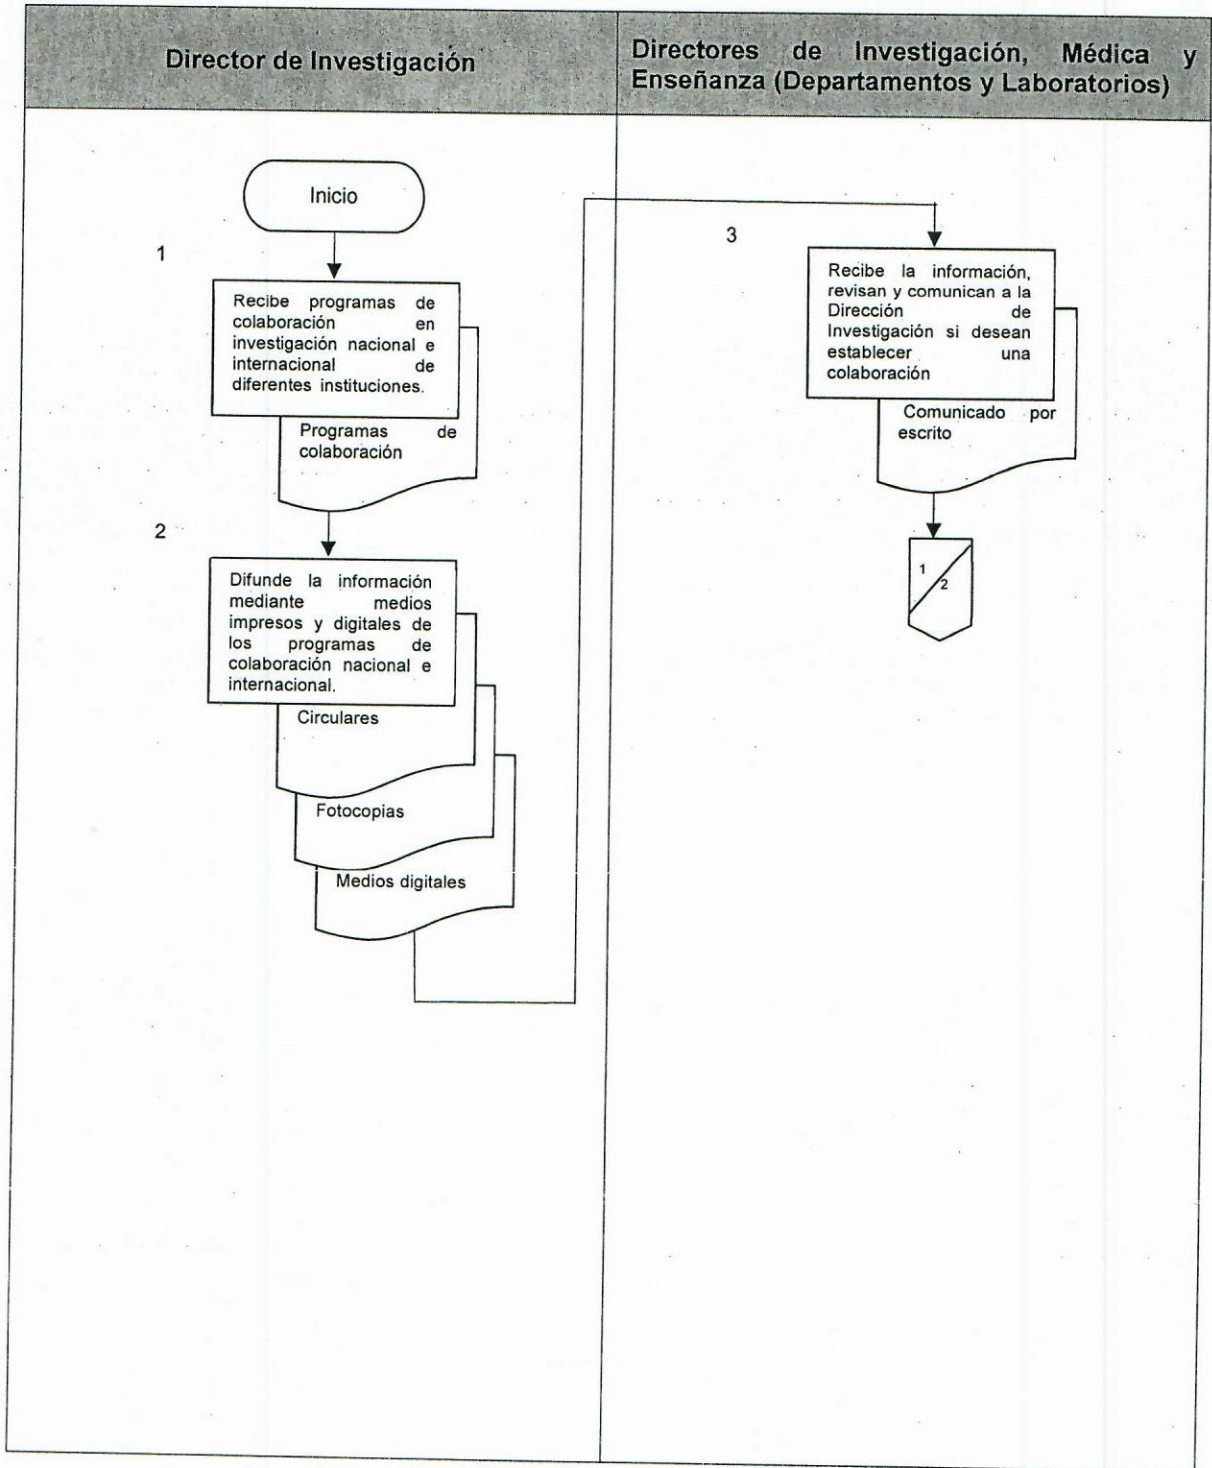 Director de Investigación
Directores de Investigación, Médica y
Enseñanza (Departamentos y Laboratorios)
Inicio
1
Recibe programas de
colaboración en
investigación nacional e
internacional de
diferentes instituciones.
Programas de
colaboración
2
Difunde la información
mediante medios
impresos y digitales de
los programas de
colaboración nacional e
internacional.
Circulares
Fotocopias
Medios digitales
3
Recibe la información,
revisan y comunican a la
Dirección de
Investigación si desean
establecer una
colaboración
Comunicado por
escrito
1
2